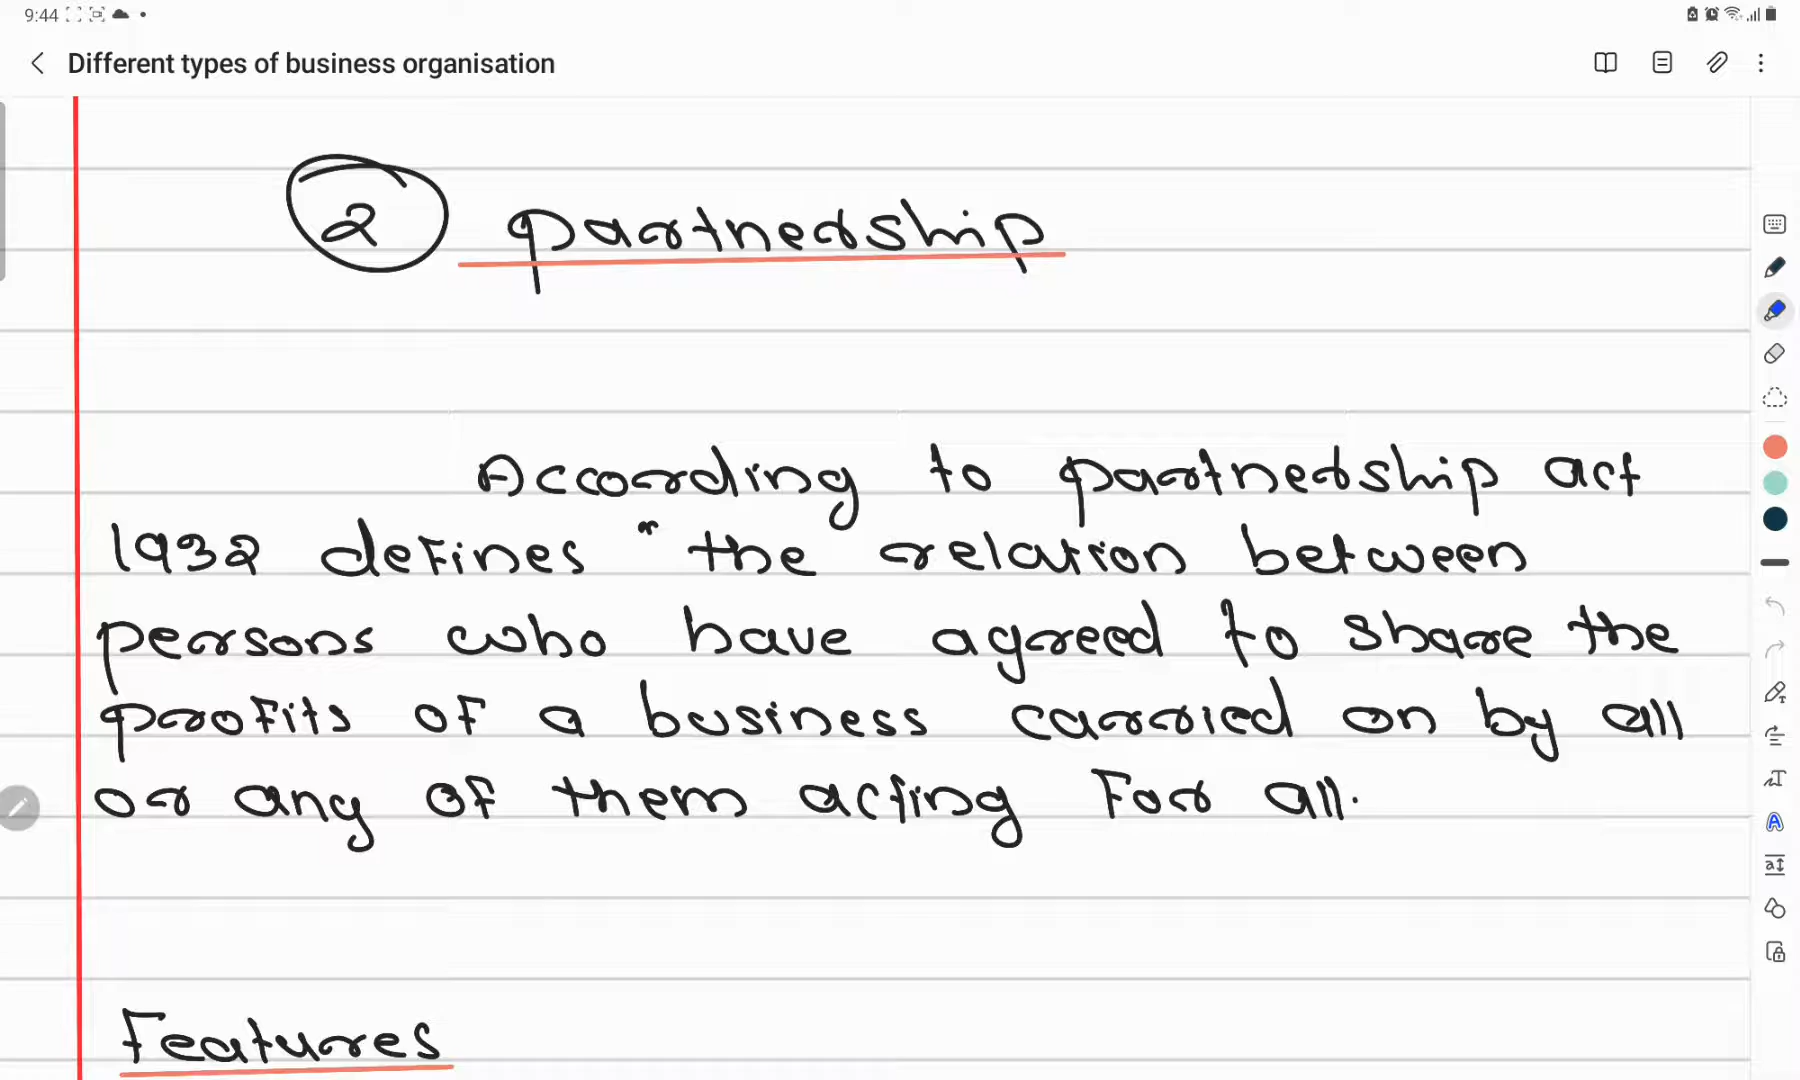 9:44
Different types of business organisation
2 partnership
According to partnership act
1932 defines " the relation between
persons who have agreed to share the
profits of a business carried on by all
or any of them acting for all.
Features